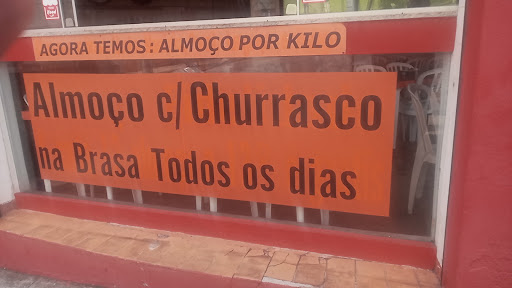 AGORA TEMOS: ALMOÇO POR KILO
Almoço c/ Churrasco
na Brasa Todos os dias